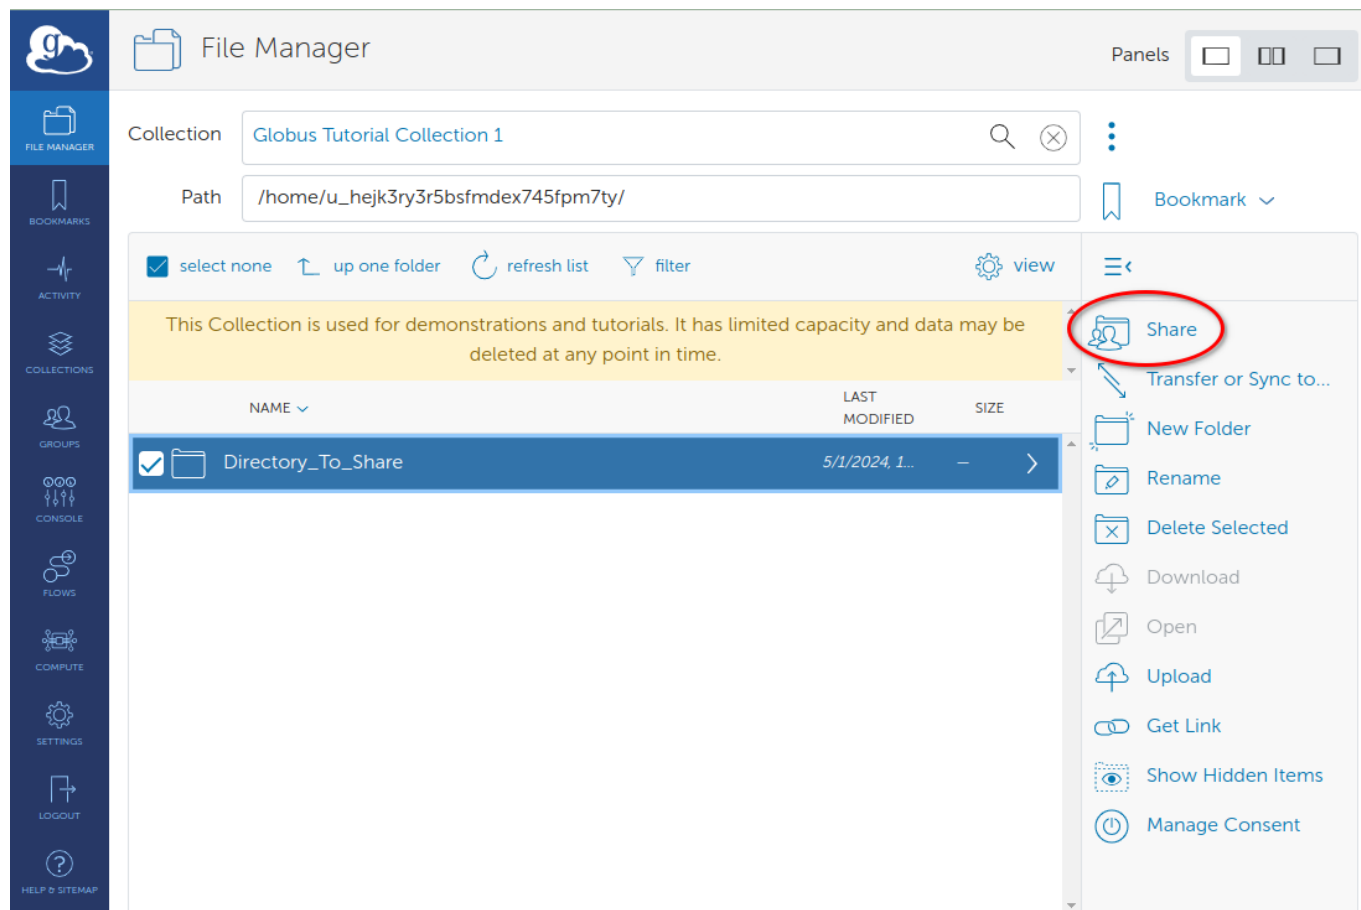 g
File Manager
Panels
FILE MANAGER
BOOKMARKS
ACTIVITY
COLLECTIONS
GROUPS
CONSOLE
FLOWS
COMPUTE
SETTINGS
LOGOUT
HELP & SITEMAP
Collection
Globus Tutorial Collection 1
Path
/home/u_hejk3ry3r5bsfmdex745fpm7ty/
Bookmark
select none
up one folder
refresh list
filter
view
This Collection is used for demonstrations and tutorials. It has limited capacity and data may be
deleted at any point in time.
NAME
LAST
MODIFIED
SIZE
Directory_To_Share
5/1/2024, 1...
—
Share
Transfer or Sync to...
New Folder
Rename
Delete Selected
Download
Open
Upload
Get Link
Show Hidden Items
Manage Consent